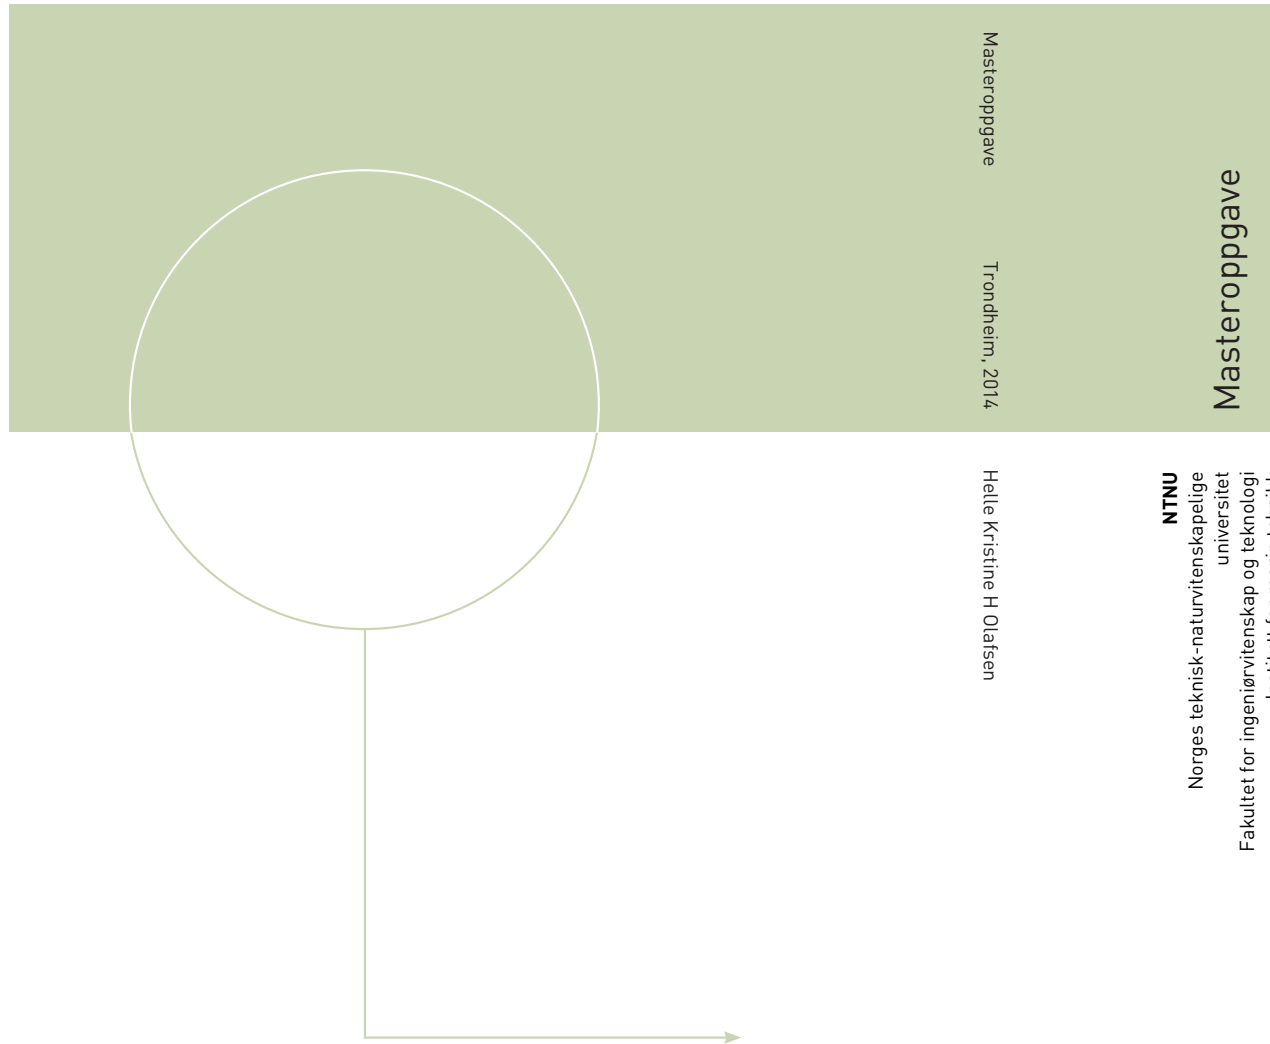 Masteroppgave
Trondheim, 2014
Helle Kristine H Olafsen
Masteroppgave
NTNU
Norges teknisk-naturvitenskapelige
universitet
Fakultet for ingeniørvitenskap og teknologi